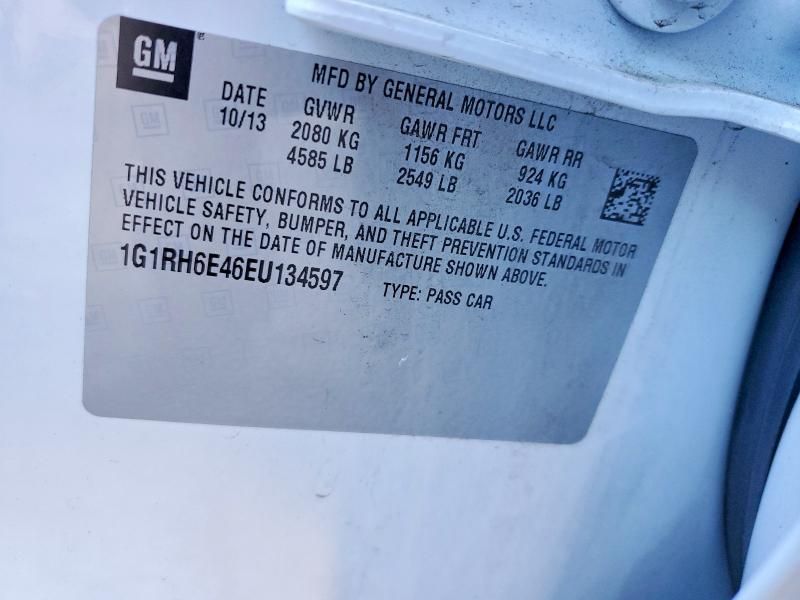 GM
MFD BY GENERAL MOTORS LLC
DATE GVWR GAWR FRT GAWR RR
10/13 2080 KG 1156 KG 924 KG
4585 LB 2549 LB 2036 LB
THIS VEHICLE CONFORMS TO ALL APPLICABLE U.S. FEDERAL MOTOR
VEHICLE SAFETY, BUMPER, AND THEFT PREVENTION STANDARDS IN
EFFECT ON THE DATE OF MANUFACTURE SHOWN ABOVE.
1G1RH6E46EU134597 TYPE: PASS CAR